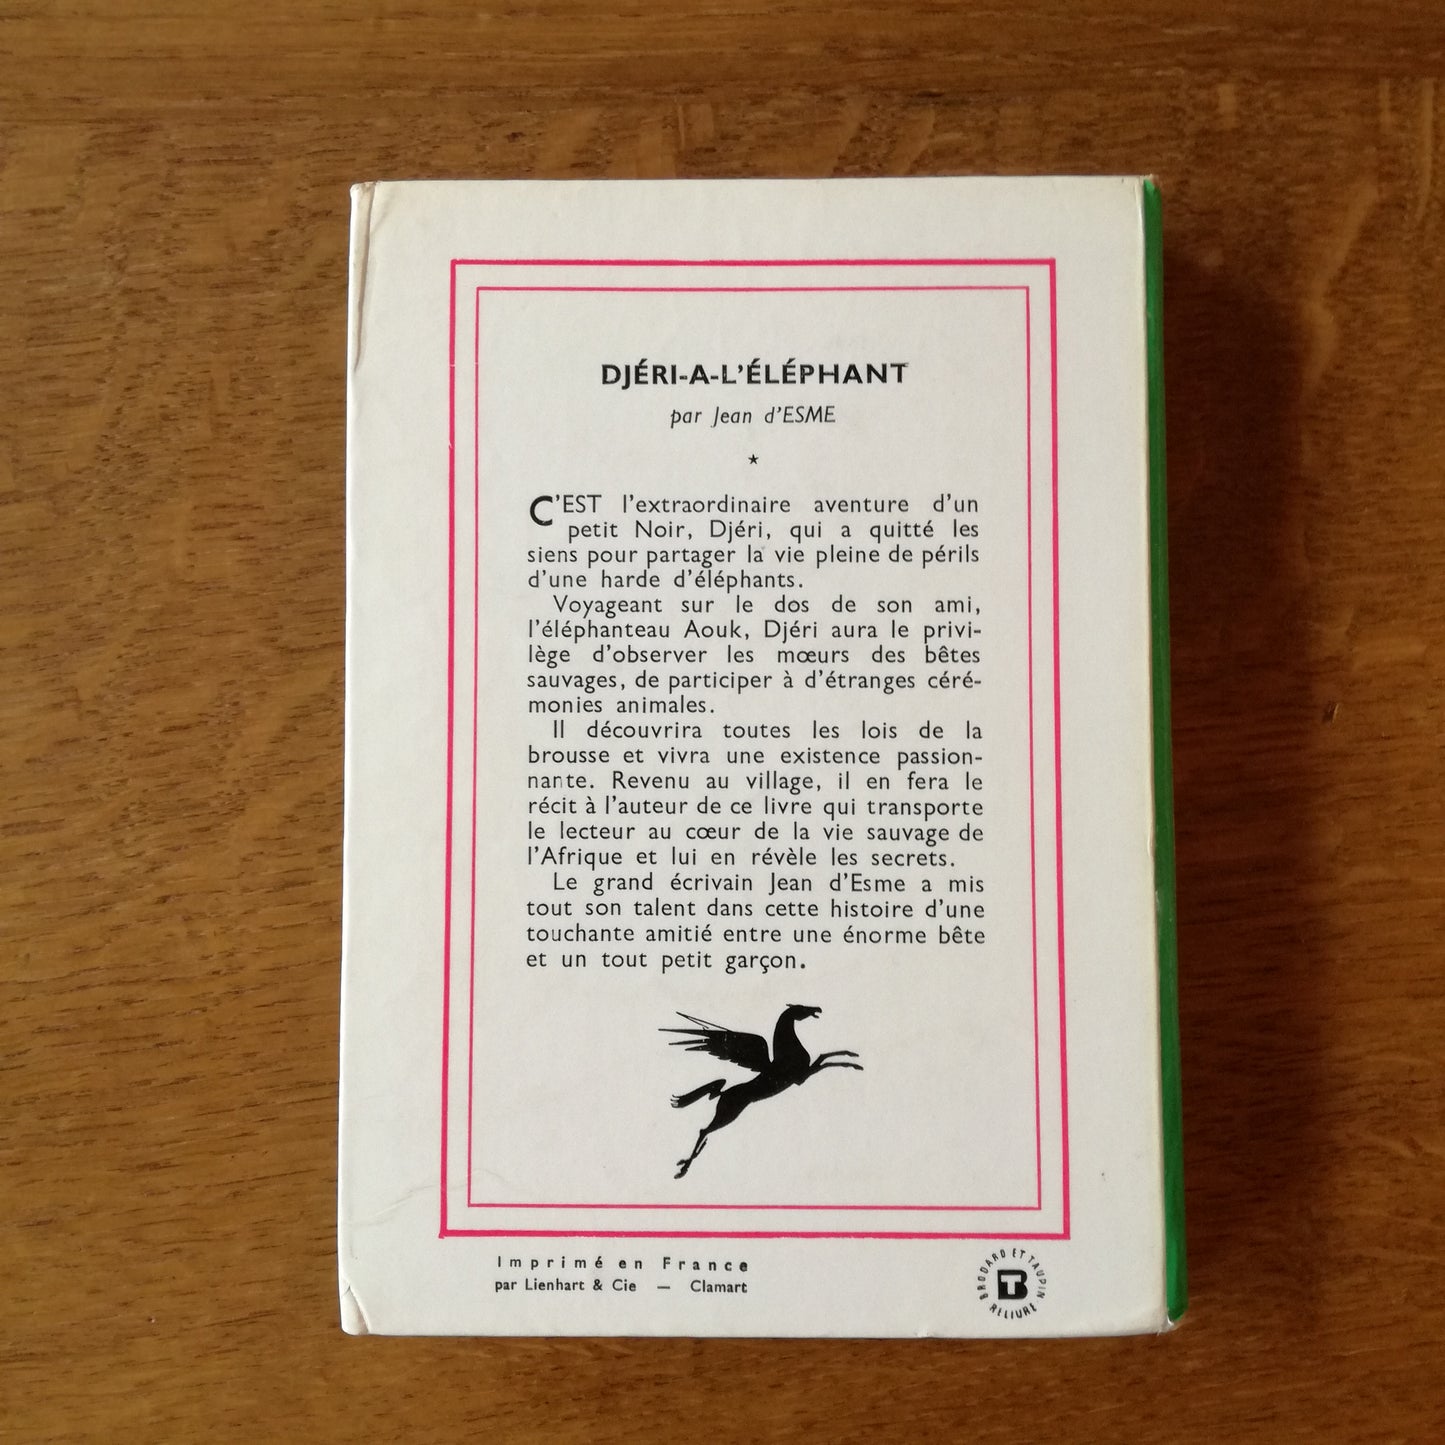 DJÉRI-A-L'ÉLÉPHANT
par Jean d'ESME
★
C'EST l'extraordinaire aventure d'un
petit Noir, Djéri, qui a quitté les
siens pour partager la vie pleine de périls
d'une harde d'éléphants.
Voyageant sur le dos de son ami,
l'éléphanteau Aouk, Djéri aura le privi-
lège d'observer les mœurs des bêtes
sauvages, de participer à d'étranges céré-
monies animales.
Il découvrira toutes les lois de la
brousse et vivra une existence passion-
nante. Revenu au village, il en fera le
récit à l'auteur de ce livre qui transporte
le lecteur au cœur de la vie sauvage de
l'Afrique et lui en révèle les secrets.
Le grand écrivain Jean d'Esme a mis
tout son talent dans cette histoire d'une
touchante amitié entre une énorme bête
et un tout petit garçon.
Imprimé en France
par Lienhart & Cie — Clamart
BRODARD ET TAUPIN
TB
RELIURE